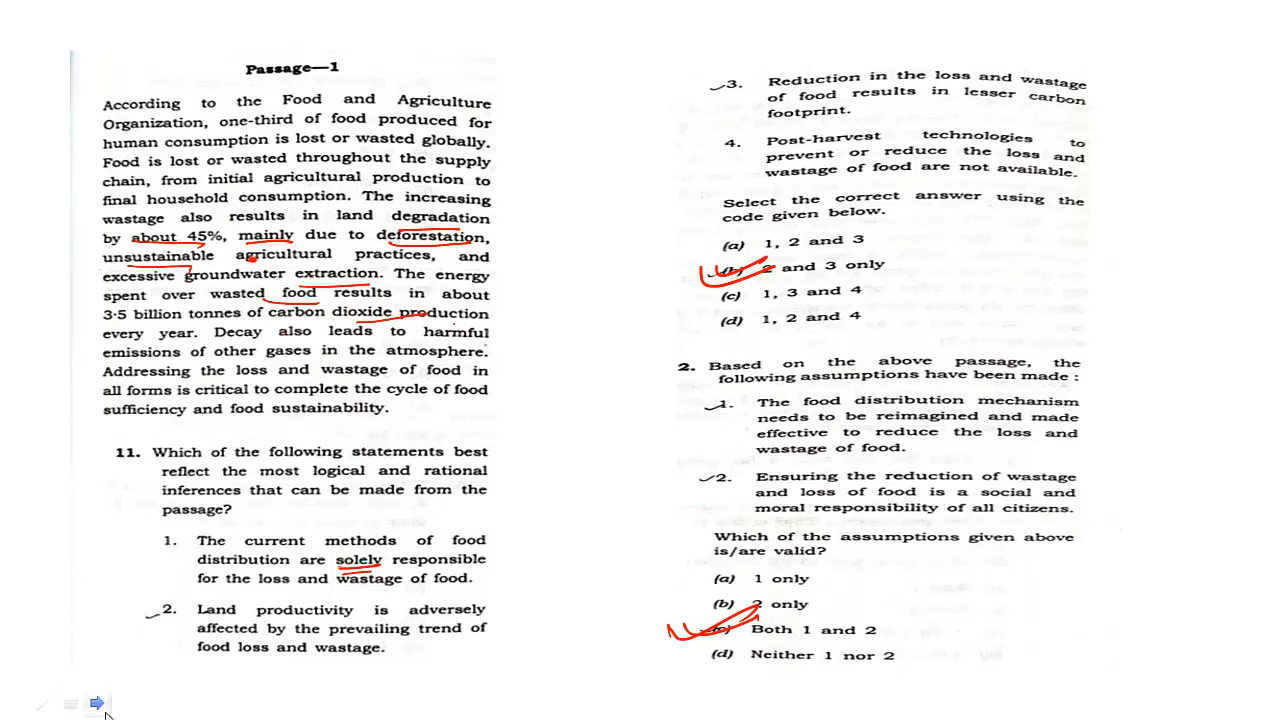 Passage—1
According to the Food and Agriculture
Organization, one-third of food produced for
human consumption is lost or wasted globally.
Food is lost or wasted throughout the supply
chain, from initial agricultural production to
final household consumption. The increasing
wastage also results in land degradation
by about 45%, mainly due to deforestation,
unsustainable agricultural practices, and
excessive groundwater extraction. The energy
spent over wasted food results in about
3·5 billion tonnes of carbon dioxide production
every year. Decay also leads to harmful
emissions of other gases in the atmosphere.
Addressing the loss and wastage of food in
all forms is critical to complete the cycle of food
sufficiency and food sustainability.
11. Which of the following statements best
reflect the most logical and rational
inferences that can be made from the
passage?
1. The current methods of food
distribution are solely responsible
for the loss and wastage of food.
2. Land productivity is adversely
affected by the prevailing trend of
food loss and wastage.
3. Reduction in the loss and wastage
of food results in lesser carbon
footprint.
4. Post-harvest technologies to
prevent or reduce the loss and
wastage of food are not available.
Select the correct answer using the
code given below.
(a) 1, 2 and 3
(b) 2 and 3 only
(c) 1, 3 and 4
(d) 1, 2 and 4
2. Based on the above passage, the
following assumptions have been made :
1. The food distribution mechanism
needs to be reimagined and made
effective to reduce the loss and
wastage of food.
2. Ensuring the reduction of wastage
and loss of food is a social and
moral responsibility of all citizens.
Which of the assumptions given above
is/are valid?
(a) 1 only
(b) 2 only
(c) Both 1 and 2
(d) Neither 1 nor 2